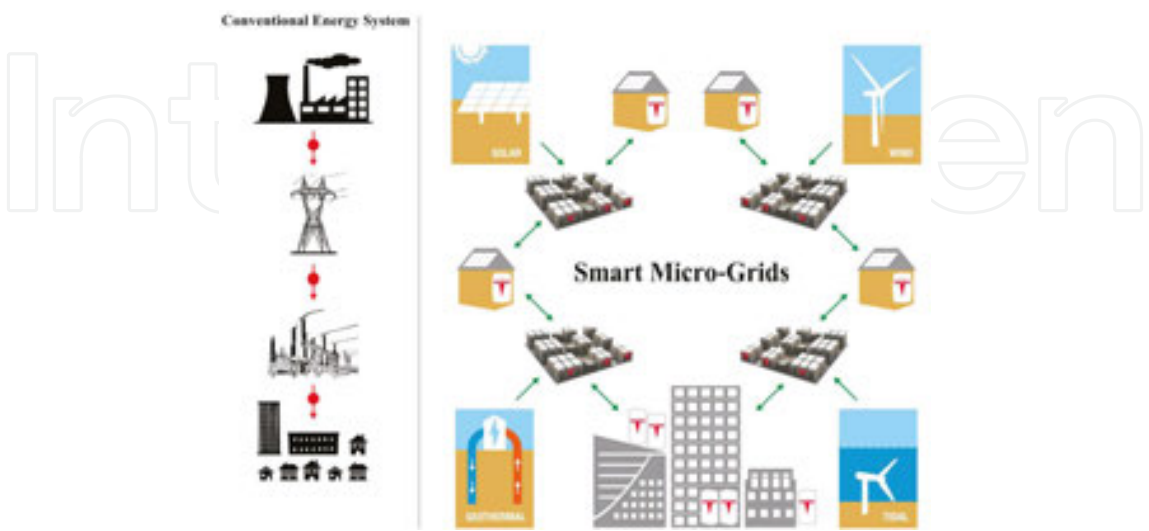 Conventional Energy System
SOLAR
WIND
Smart Micro-Grids
GEOTHERMAL
TIDAL